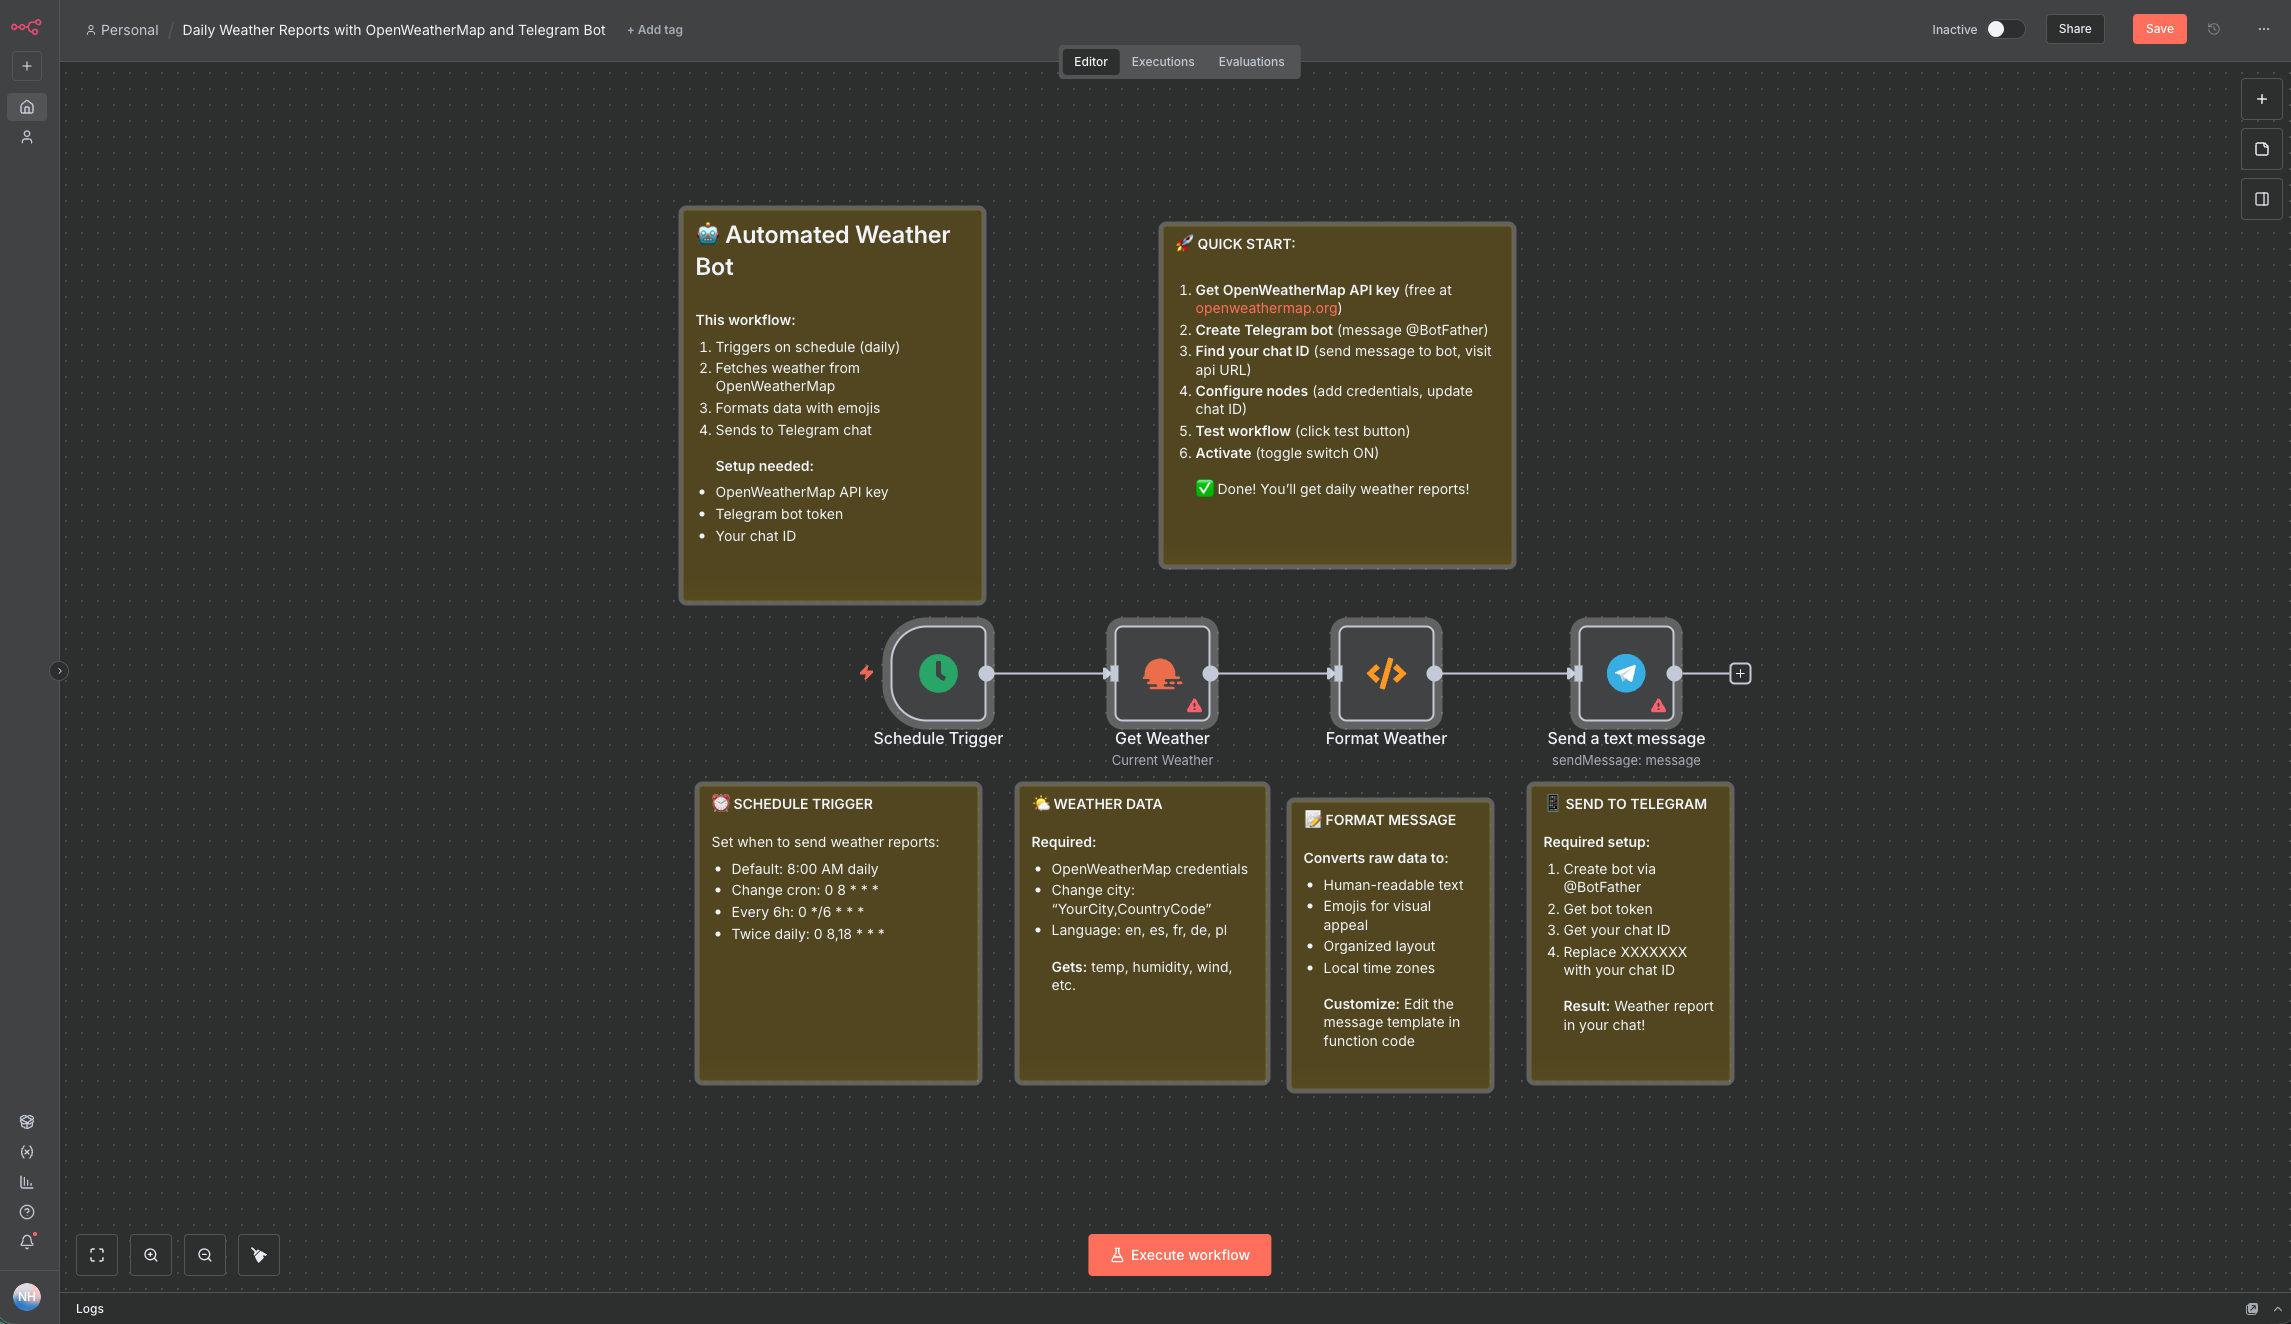 Personal / Daily Weather Reports with OpenWeatherMap and Telegram Bot + Add tag
Inactive Share Save
Editor Executions Evaluations
🤖 Automated Weather
Bot
This workflow:
1. Triggers on schedule (daily)
2. Fetches weather from
OpenWeatherMap
3. Formats data with emojis
4. Sends to Telegram chat
Setup needed:
• OpenWeatherMap API key
• Telegram bot token
• Your chat ID
🚀 QUICK START:
1. Get OpenWeatherMap API key (free at
openweathermap.org)
2. Create Telegram bot (message @BotFather)
3. Find your chat ID (send message to bot, visit
api URL)
4. Configure nodes (add credentials, update
chat ID)
5. Test workflow (click test button)
6. Activate (toggle switch ON)
✅ Done! You’ll get daily weather reports!
Schedule Trigger
Get Weather
Current Weather
Format Weather
Send a text message
sendMessage: message
⏰ SCHEDULE TRIGGER
Set when to send weather reports:
• Default: 8:00 AM daily
• Change cron: 0 8 * * *
• Every 6h: 0 */6 * * *
• Twice daily: 0 8,18 * * *
🌤️ WEATHER DATA
Required:
• OpenWeatherMap credentials
• Change city:
“YourCity,CountryCode”
• Language: en, es, fr, de, pl
Gets: temp, humidity, wind,
etc.
📝 FORMAT MESSAGE
Converts raw data to:
• Human-readable text
• Emojis for visual
appeal
• Organized layout
• Local time zones
Customize: Edit the
message template in
function code
📱 SEND TO TELEGRAM
Required setup:
1. Create bot via
@BotFather
2. Get bot token
3. Get your chat ID
4. Replace XXXXXXX
with your chat ID
Result: Weather report
in your chat!
Execute workflow
NH
Logs